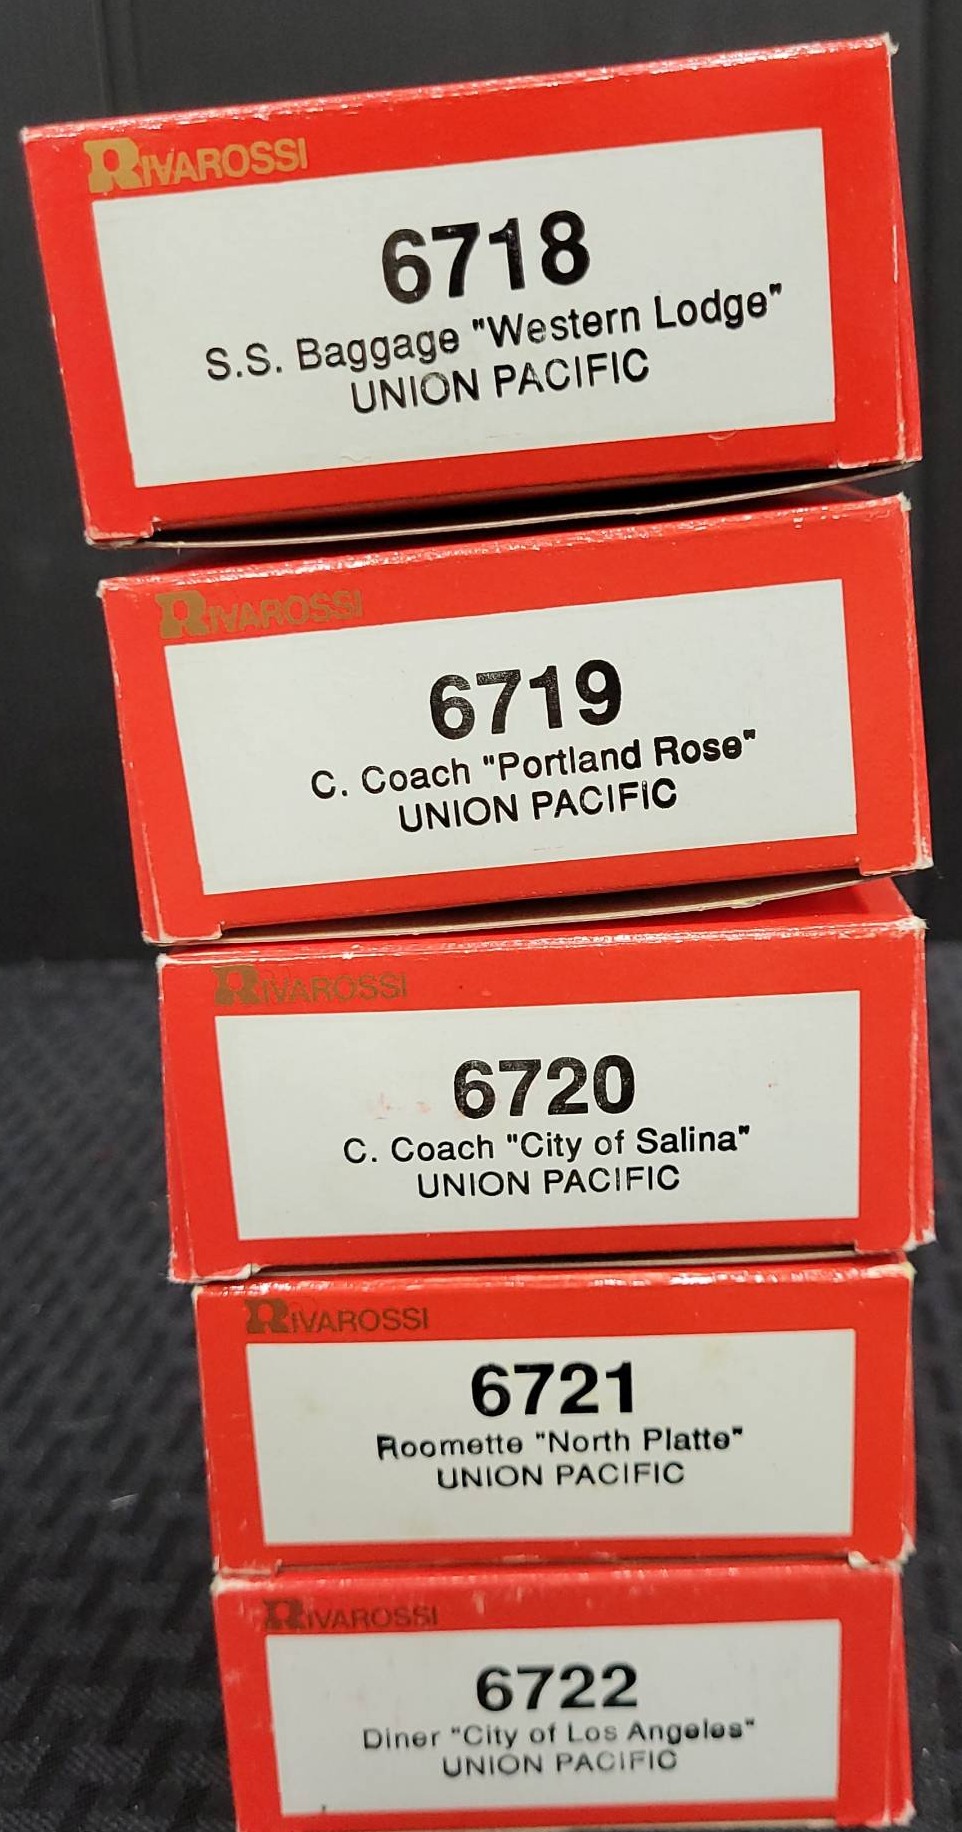 RIVAROSSI
6718
S.S. Baggage "Western Lodge"
UNION PACIFIC
RIVAROSSI
6719
C. Coach "Portland Rose"
UNION PACIFIC
RIVAROSSI
6720
C. Coach "City of Salina"
UNION PACIFIC
RIVAROSSI
6721
Roomette "North Platte"
UNION PACIFIC
RIVAROSSI
6722
Diner "City of Los Angeles"
UNION PACIFIC